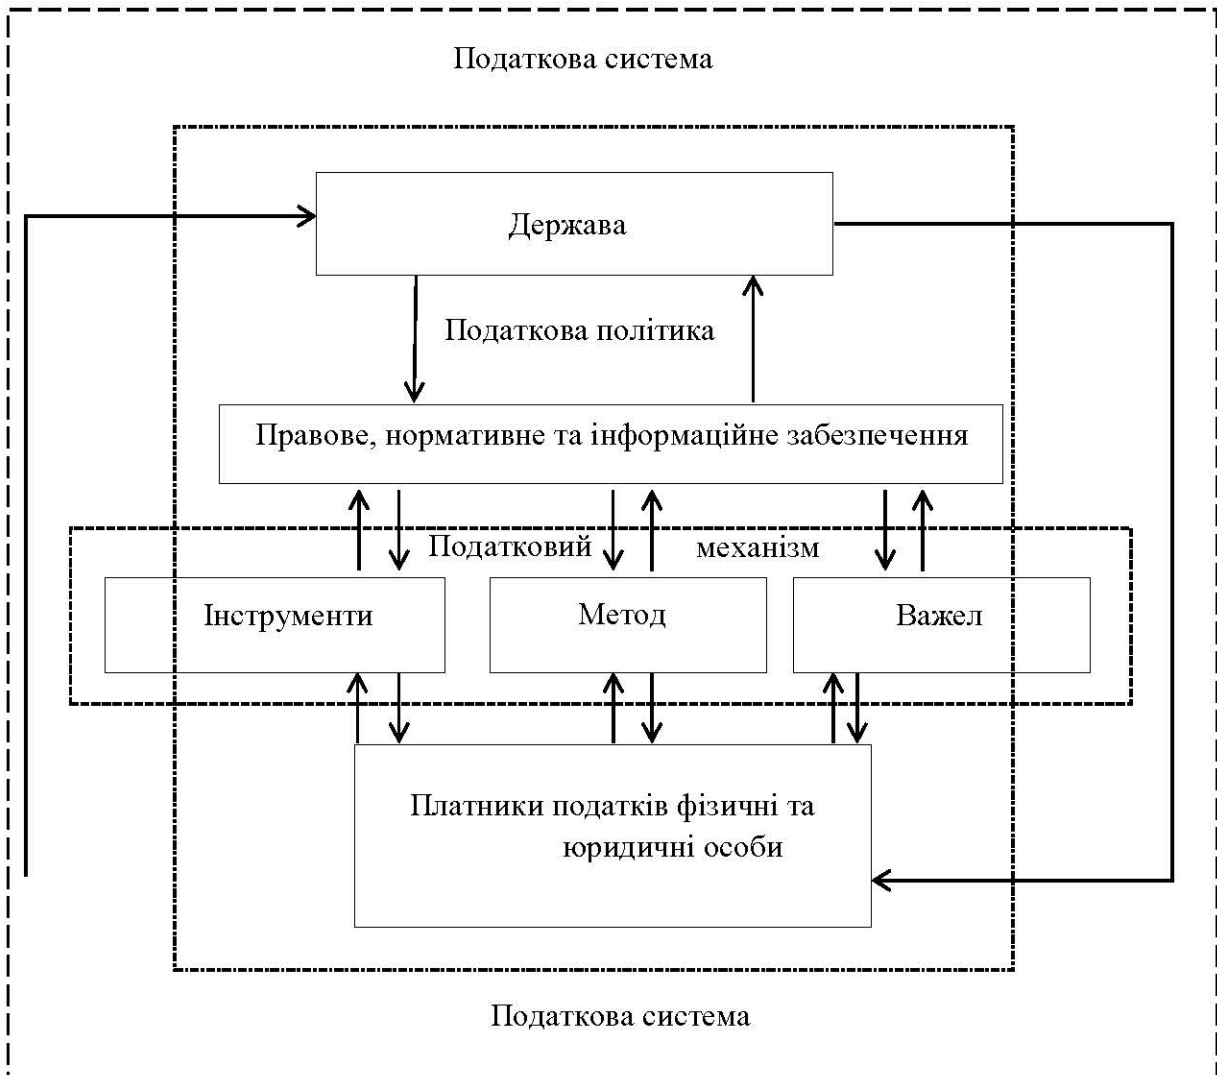 Податкова система
Держава
Податкова політика
Правове, нормативне та інформаційне забезпечення
Податковий механізм
Інструменти
Метод
Важел
Платники податків фізичні та
юридичні особи
Податкова система